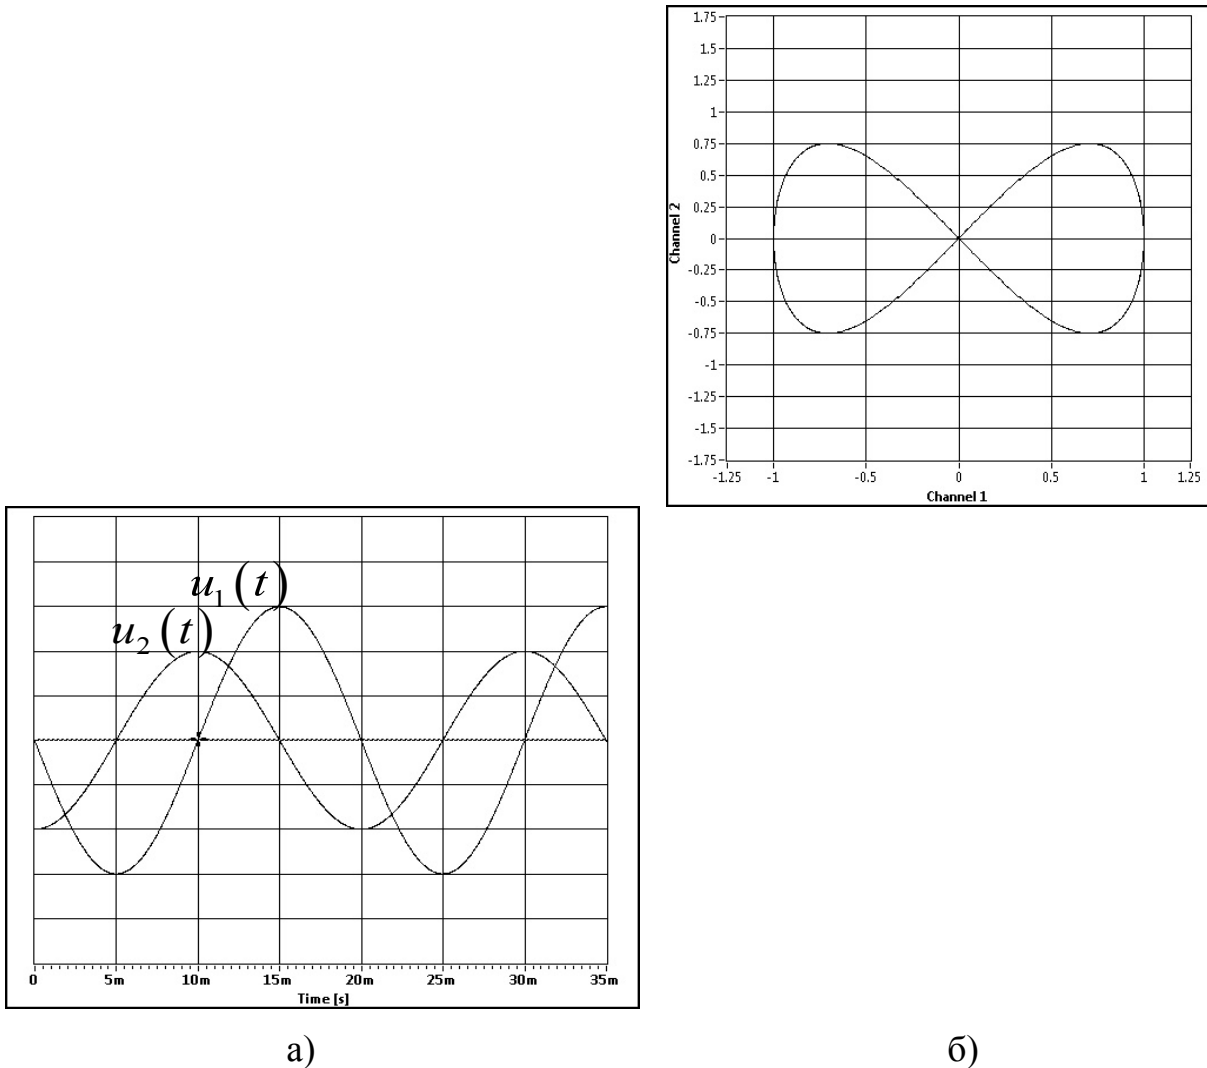 1.75
1.5
1.25
1
0.75
0.5
0.25
0
-0.25
-0.5
-0.75
-1
-1.25
-1.5
-1.75
Channel 2
-1.25 -1 -0.5 0 0.5 1 1.25
Channel 1
u₁(t)
u₂(t)
0 5m 10m 15m 20m 25m 30m 35m
Time [s]
а) б)